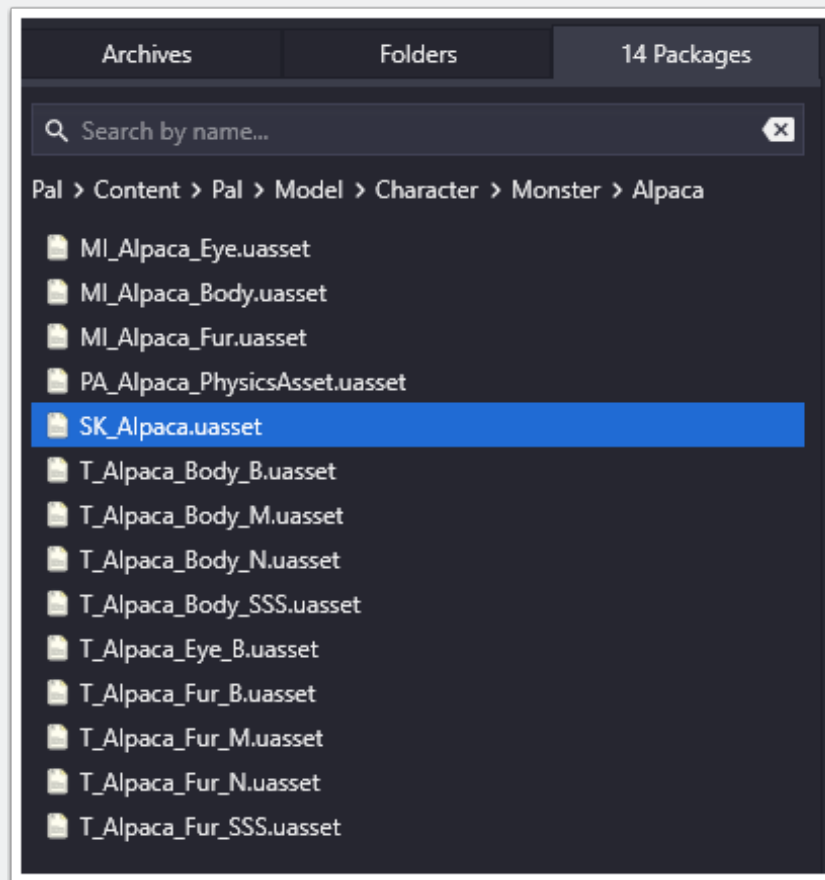 Archives Folders 14 Packages
Search by name...
Pal > Content > Pal > Model > Character > Monster > Alpaca
MI_Alpaca_Eye.uasset
MI_Alpaca_Body.uasset
MI_Alpaca_Fur.uasset
PA_Alpaca_PhysicsAsset.uasset
SK_Alpaca.uasset
T_Alpaca_Body_B.uasset
T_Alpaca_Body_M.uasset
T_Alpaca_Body_N.uasset
T_Alpaca_Body_SSS.uasset
T_Alpaca_Eye_B.uasset
T_Alpaca_Fur_B.uasset
T_Alpaca_Fur_M.uasset
T_Alpaca_Fur_N.uasset
T_Alpaca_Fur_SSS.uasset